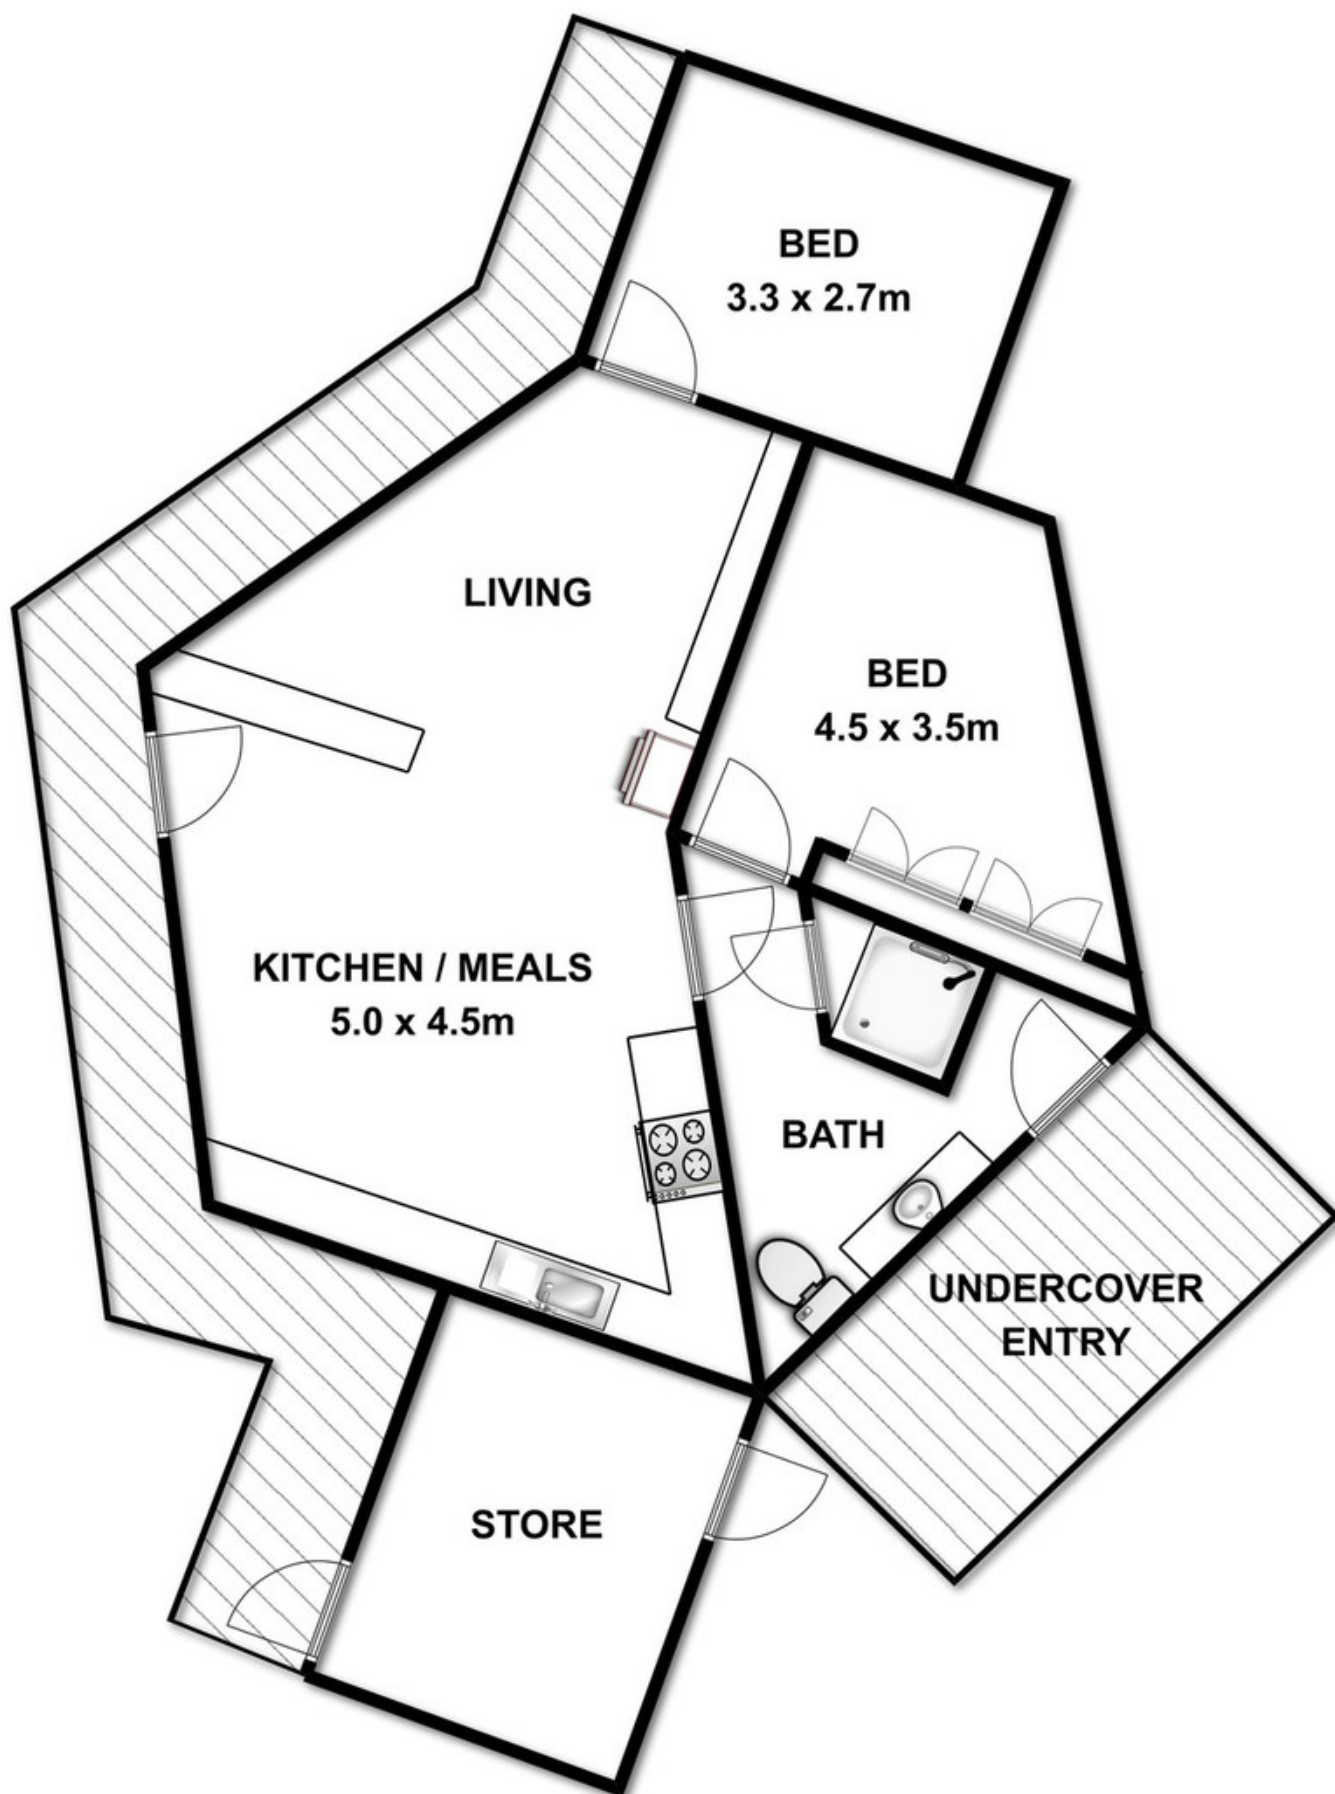 BED
3.3 x 2.7m
LIVING
BED
4.5 x 3.5m
KITCHEN / MEALS
5.0 x 4.5m
BATH
UNDERCOVER
ENTRY
STORE